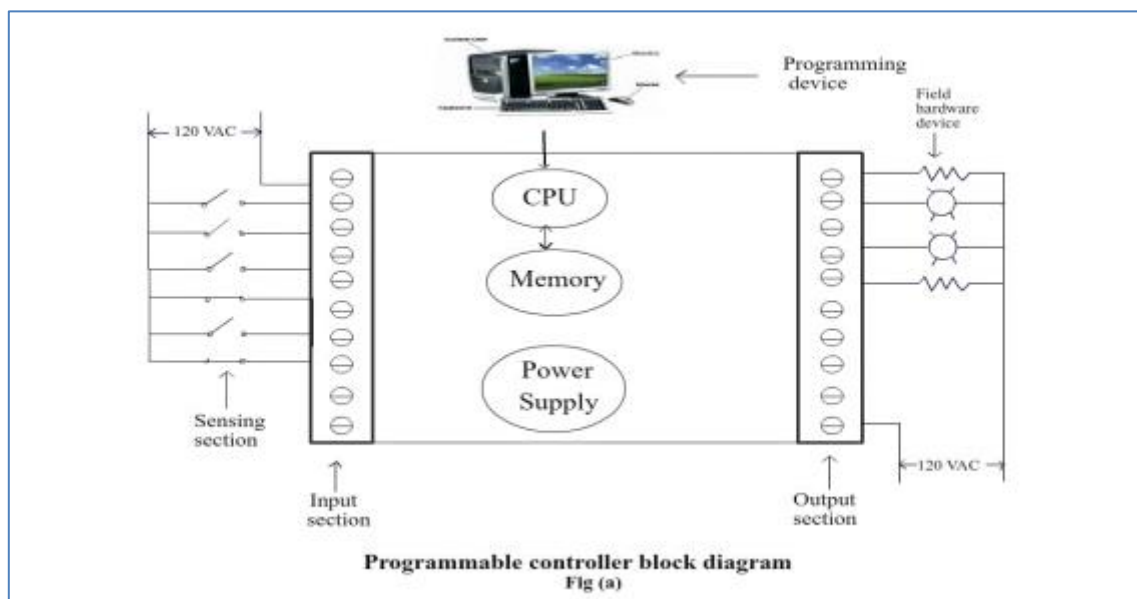 Programming
device
Field
hardware
device
120 VAC
CPU
Memory
Power
Supply
Sensing
section
Input
section
Output
section
120 VAC
Programmable controller block diagram
Fig (a)